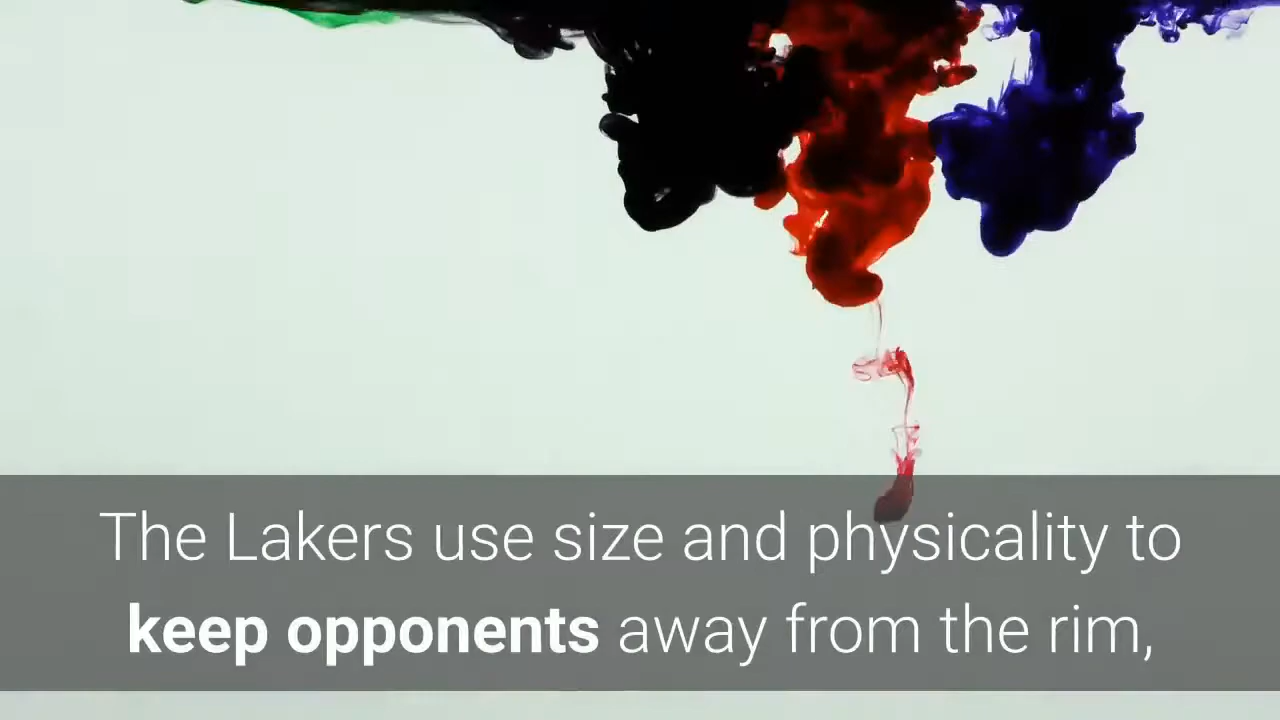 The Lakers use size and physicality to
keep opponents away from the rim,